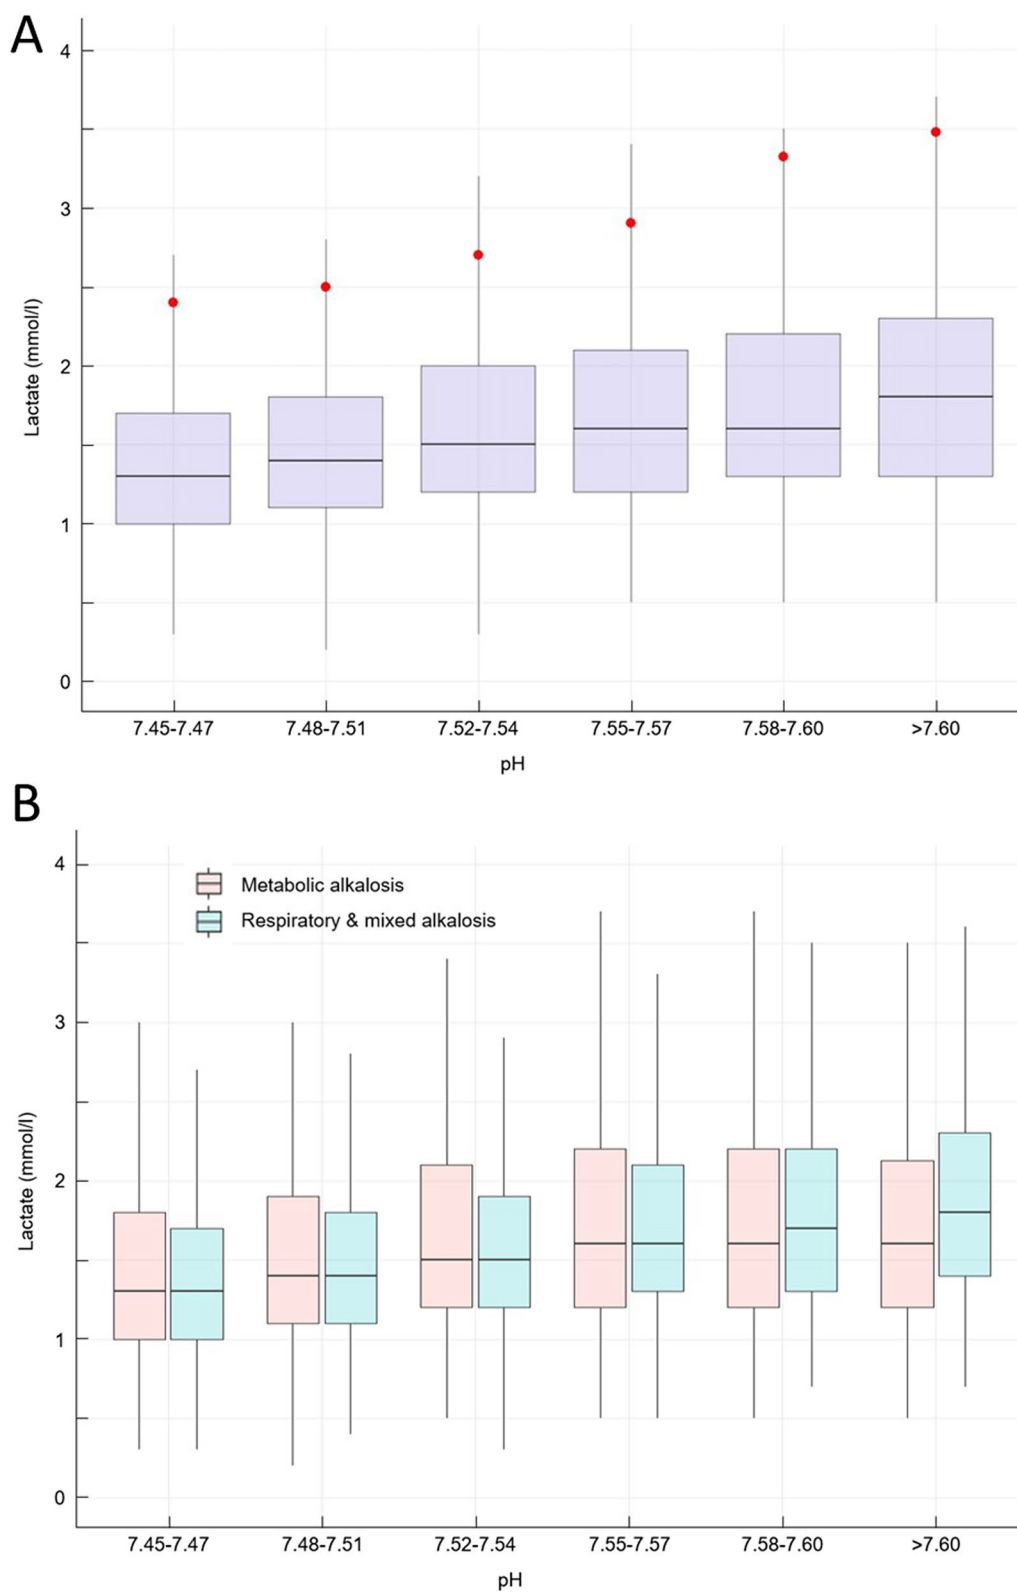 A
4
3
2
1
0
Lactate (mmol/l)
7.45-7.47 7.48-7.51 7.52-7.54 7.55-7.57 7.58-7.60 >7.60
pH
B
Metabolic alkalosis
Respiratory & mixed alkalosis
4
3
2
1
0
Lactate (mmol/l)
7.45-7.47 7.48-7.51 7.52-7.54 7.55-7.57 7.58-7.60 >7.60
pH